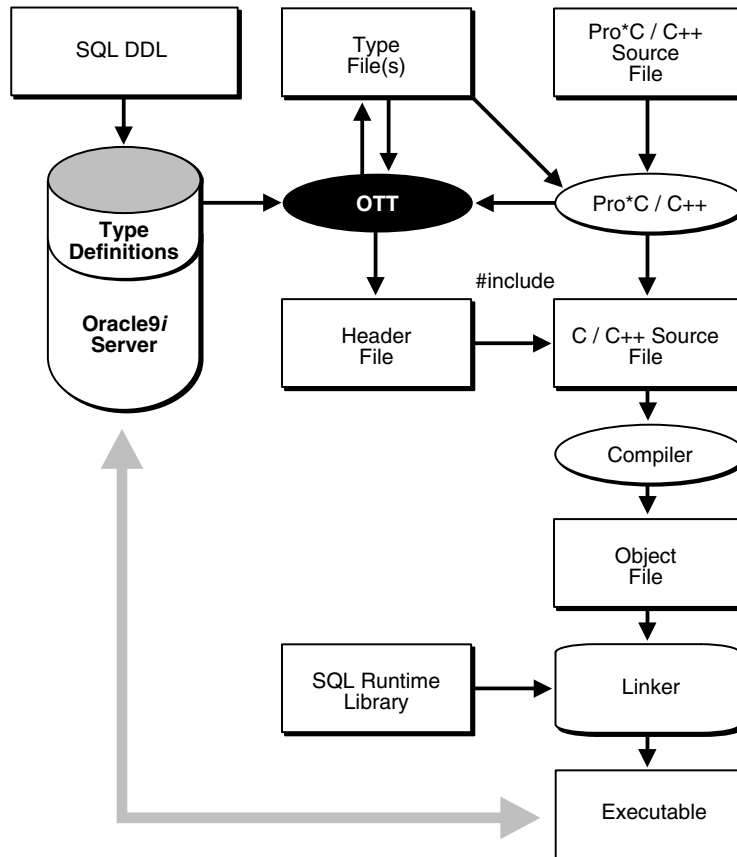 SQL DDL
Type
File(s)
Pro*C / C++
Source
File
Type
Definitions
OTT
Pro*C / C++
Oracle9i
Server
#include
Header
File
C / C++ Source
File
Compiler
Object
File
SQL Runtime
Library
Linker
Executable